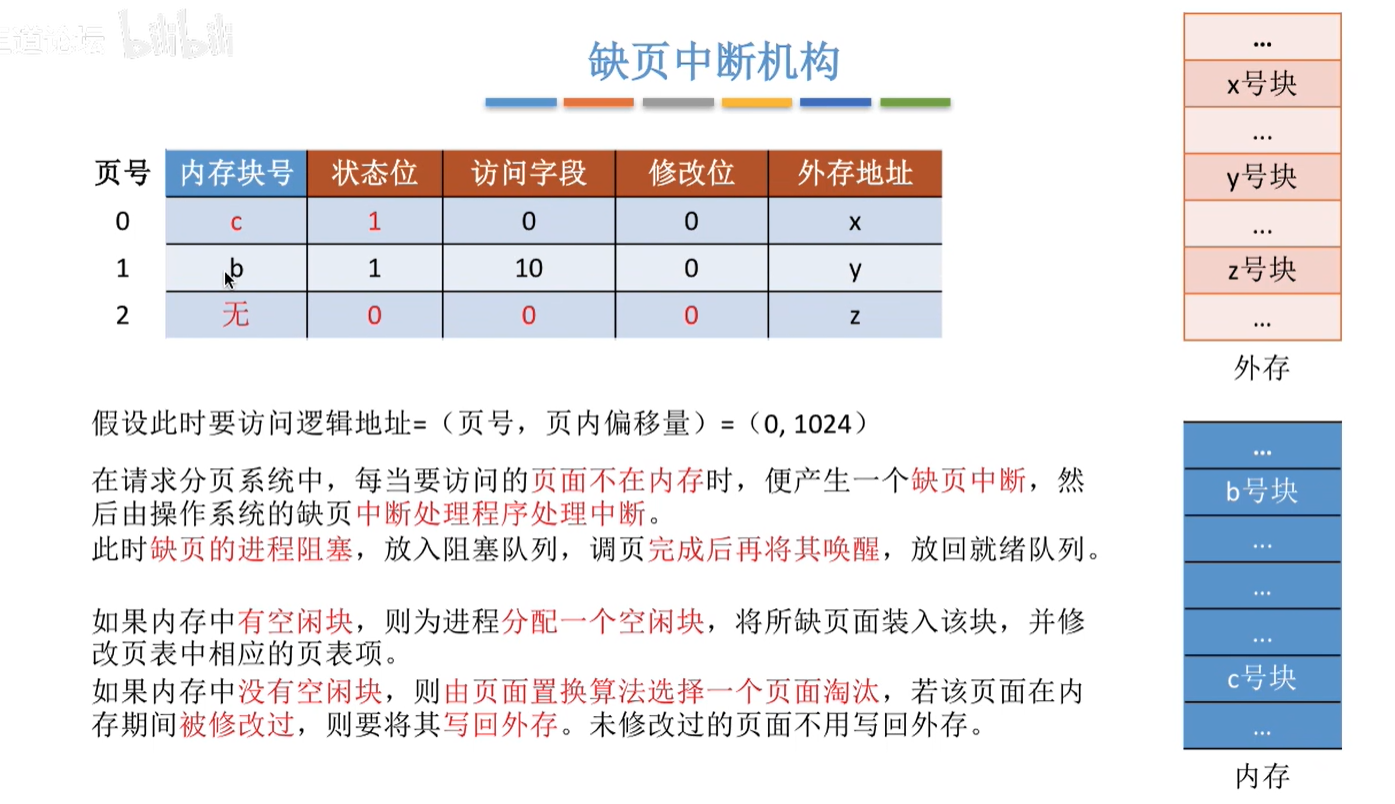 道论坛 bilibili
缺页中断机构
页号 内存块号 状态位 访问字段 修改位 外存地址
0 c 1 0 0 x
1 b 1 10 0 y
2 无 0 0 0 z
假设此时要访问逻辑地址=（页号，页内偏移量）=（0, 1024）
在请求分页系统中，每当要访问的页面不在内存时，便产生一个缺页中断，然
后由操作系统的缺页中断处理程序处理中断。
此时缺页的进程阻塞，放入阻塞队列，调页完成后再将其唤醒，放回就绪队列。
如果内存中有空闲块，则为进程分配一个空闲块，将所缺页面装入该块，并修
改页表中相应的页表项。
如果内存中没有空闲块，则由页面置换算法选择一个页面淘汰，若该页面在内
存期间被修改过，则要将其写回外存。未修改过的页面不用写回外存。
...
x号块
...
y号块
...
z号块
...
外存
...
b号块
...
...
...
c号块
...
内存